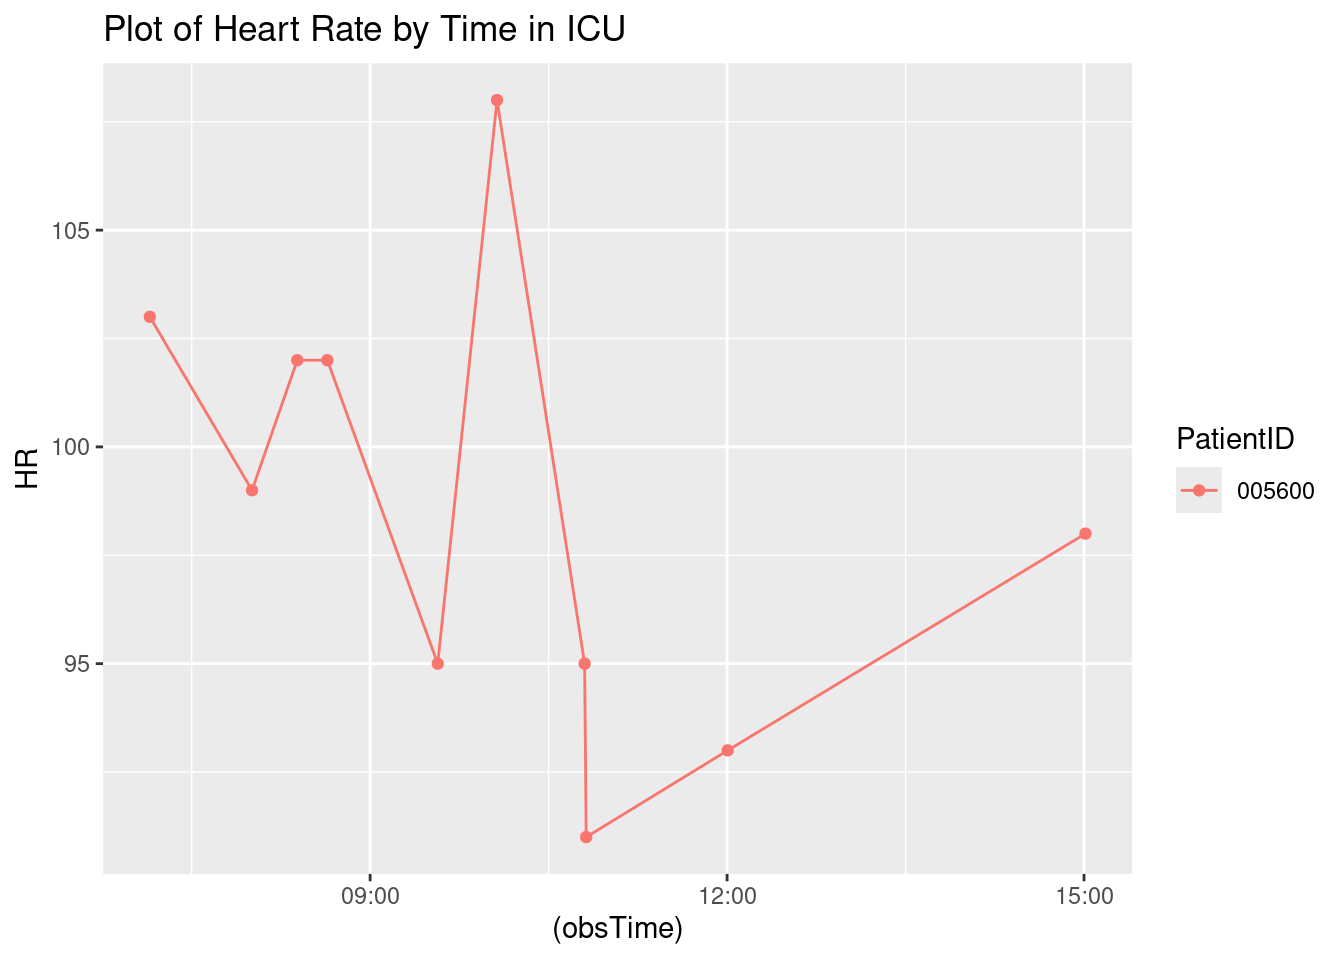 Plot of Heart Rate by Time in ICU
105
100
95
HR
09:00 12:00 15:00
(obsTime)
PatientID
005600